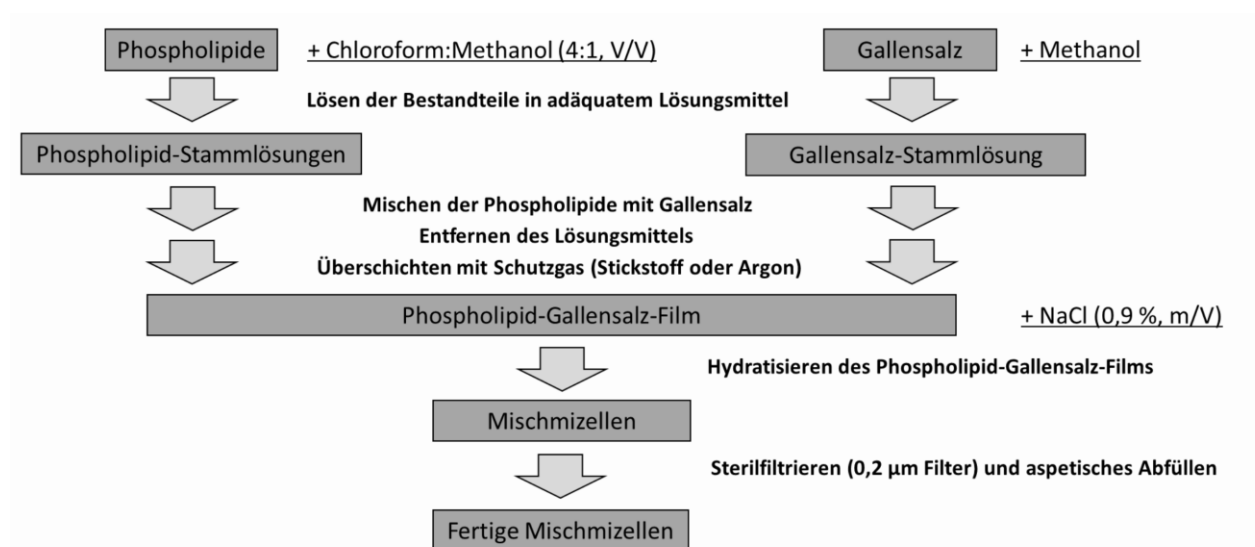 Phospholipide + Chloroform:Methanol (4:1, V/V) Gallensalz + Methanol
Lösen der Bestandteile in adäquatem Lösungsmittel
Phospholipid-Stammlösungen Gallensalz-Stammlösung
Mischen der Phospholipide mit Gallensalz
Entfernen des Lösungsmittels
Überschichten mit Schutzgas (Stickstoff oder Argon)
Phospholipid-Gallensalz-Film + NaCl (0,9 %, m/V)
Hydratisieren des Phospholipid-Gallensalz-Films
Mischmizellen
Sterilfiltrieren (0,2 µm Filter) und aspetisches Abfüllen
Fertige Mischmizellen